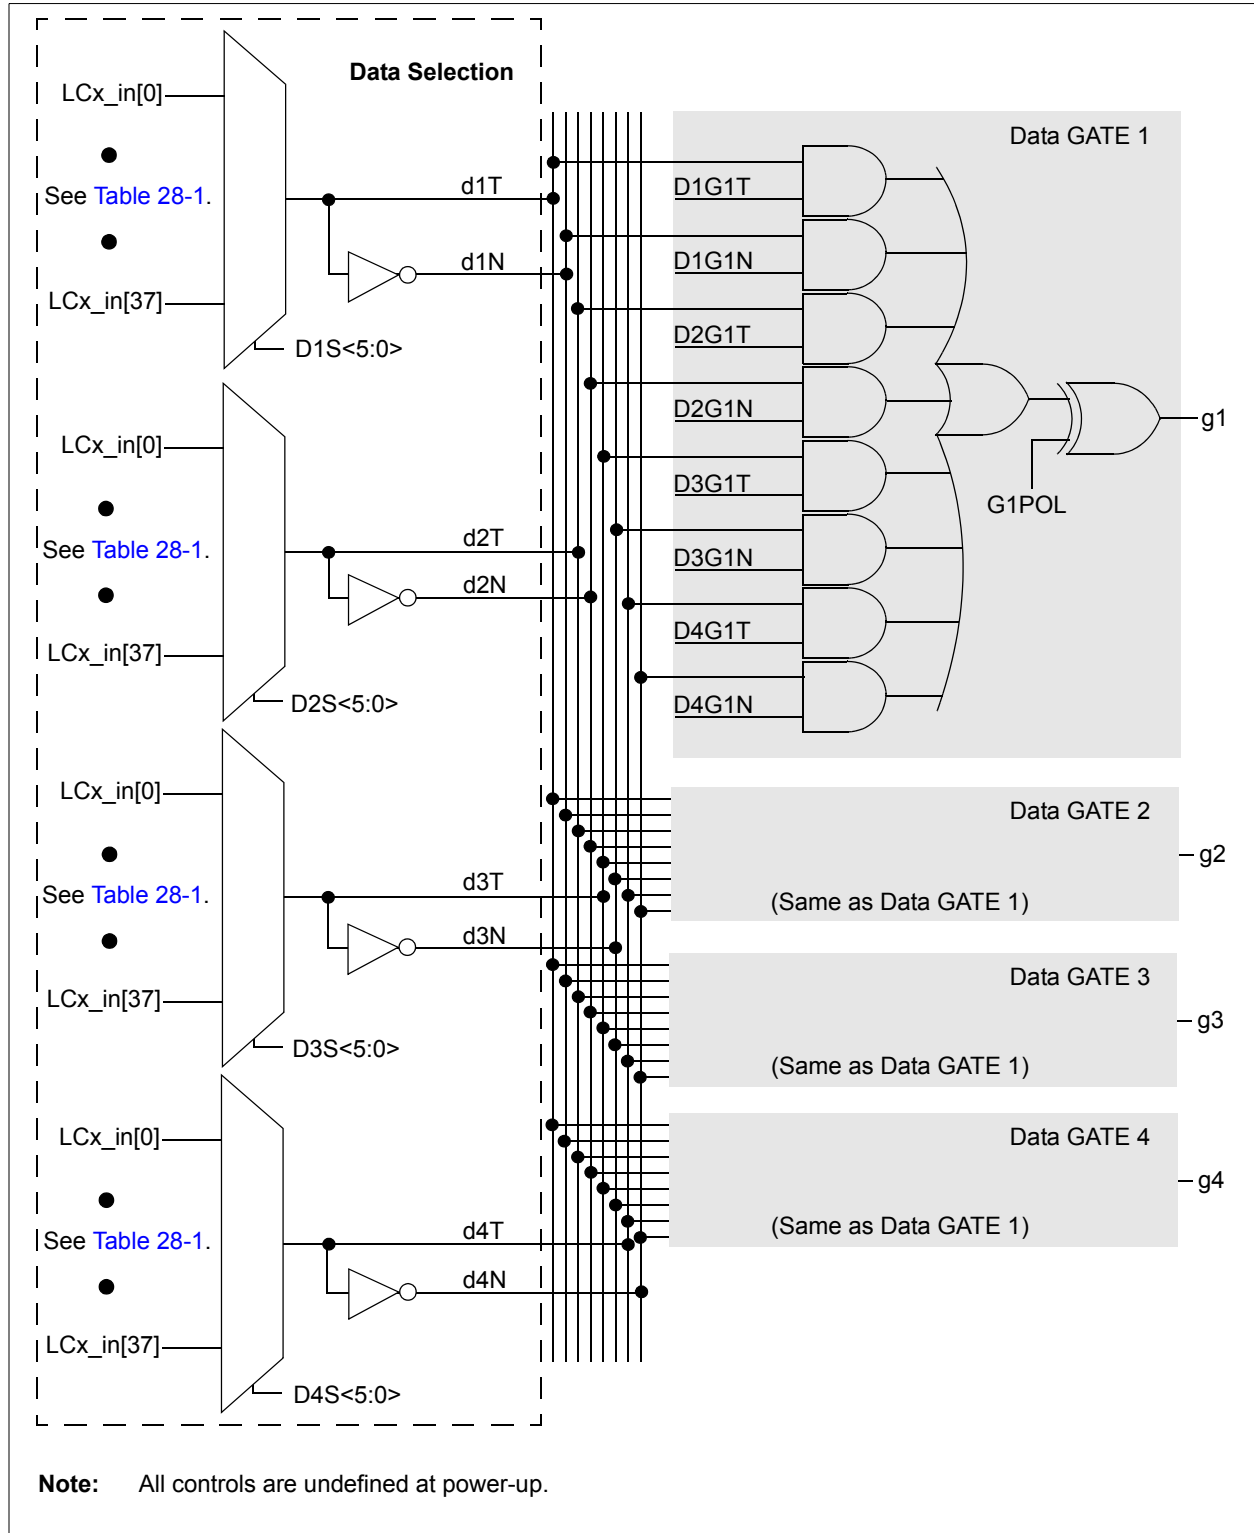 Data Selection
LCx_in[0]
See Table 28-1.
LCx_in[37]
D1S<5:0>
d1T
d1N
LCx_in[0]
See Table 28-1.
LCx_in[37]
D2S<5:0>
d2T
d2N
LCx_in[0]
See Table 28-1.
LCx_in[37]
D3S<5:0>
d3T
d3N
LCx_in[0]
See Table 28-1.
LCx_in[37]
D4S<5:0>
d4T
d4N
Data GATE 1
D1G1T
D1G1N
D2G1T
D2G1N
D3G1T
D3G1N
D4G1T
D4G1N
G1POL
g1
Data GATE 2
(Same as Data GATE 1)
g2
Data GATE 3
(Same as Data GATE 1)
g3
Data GATE 4
(Same as Data GATE 1)
g4
Note: All controls are undefined at power-up.